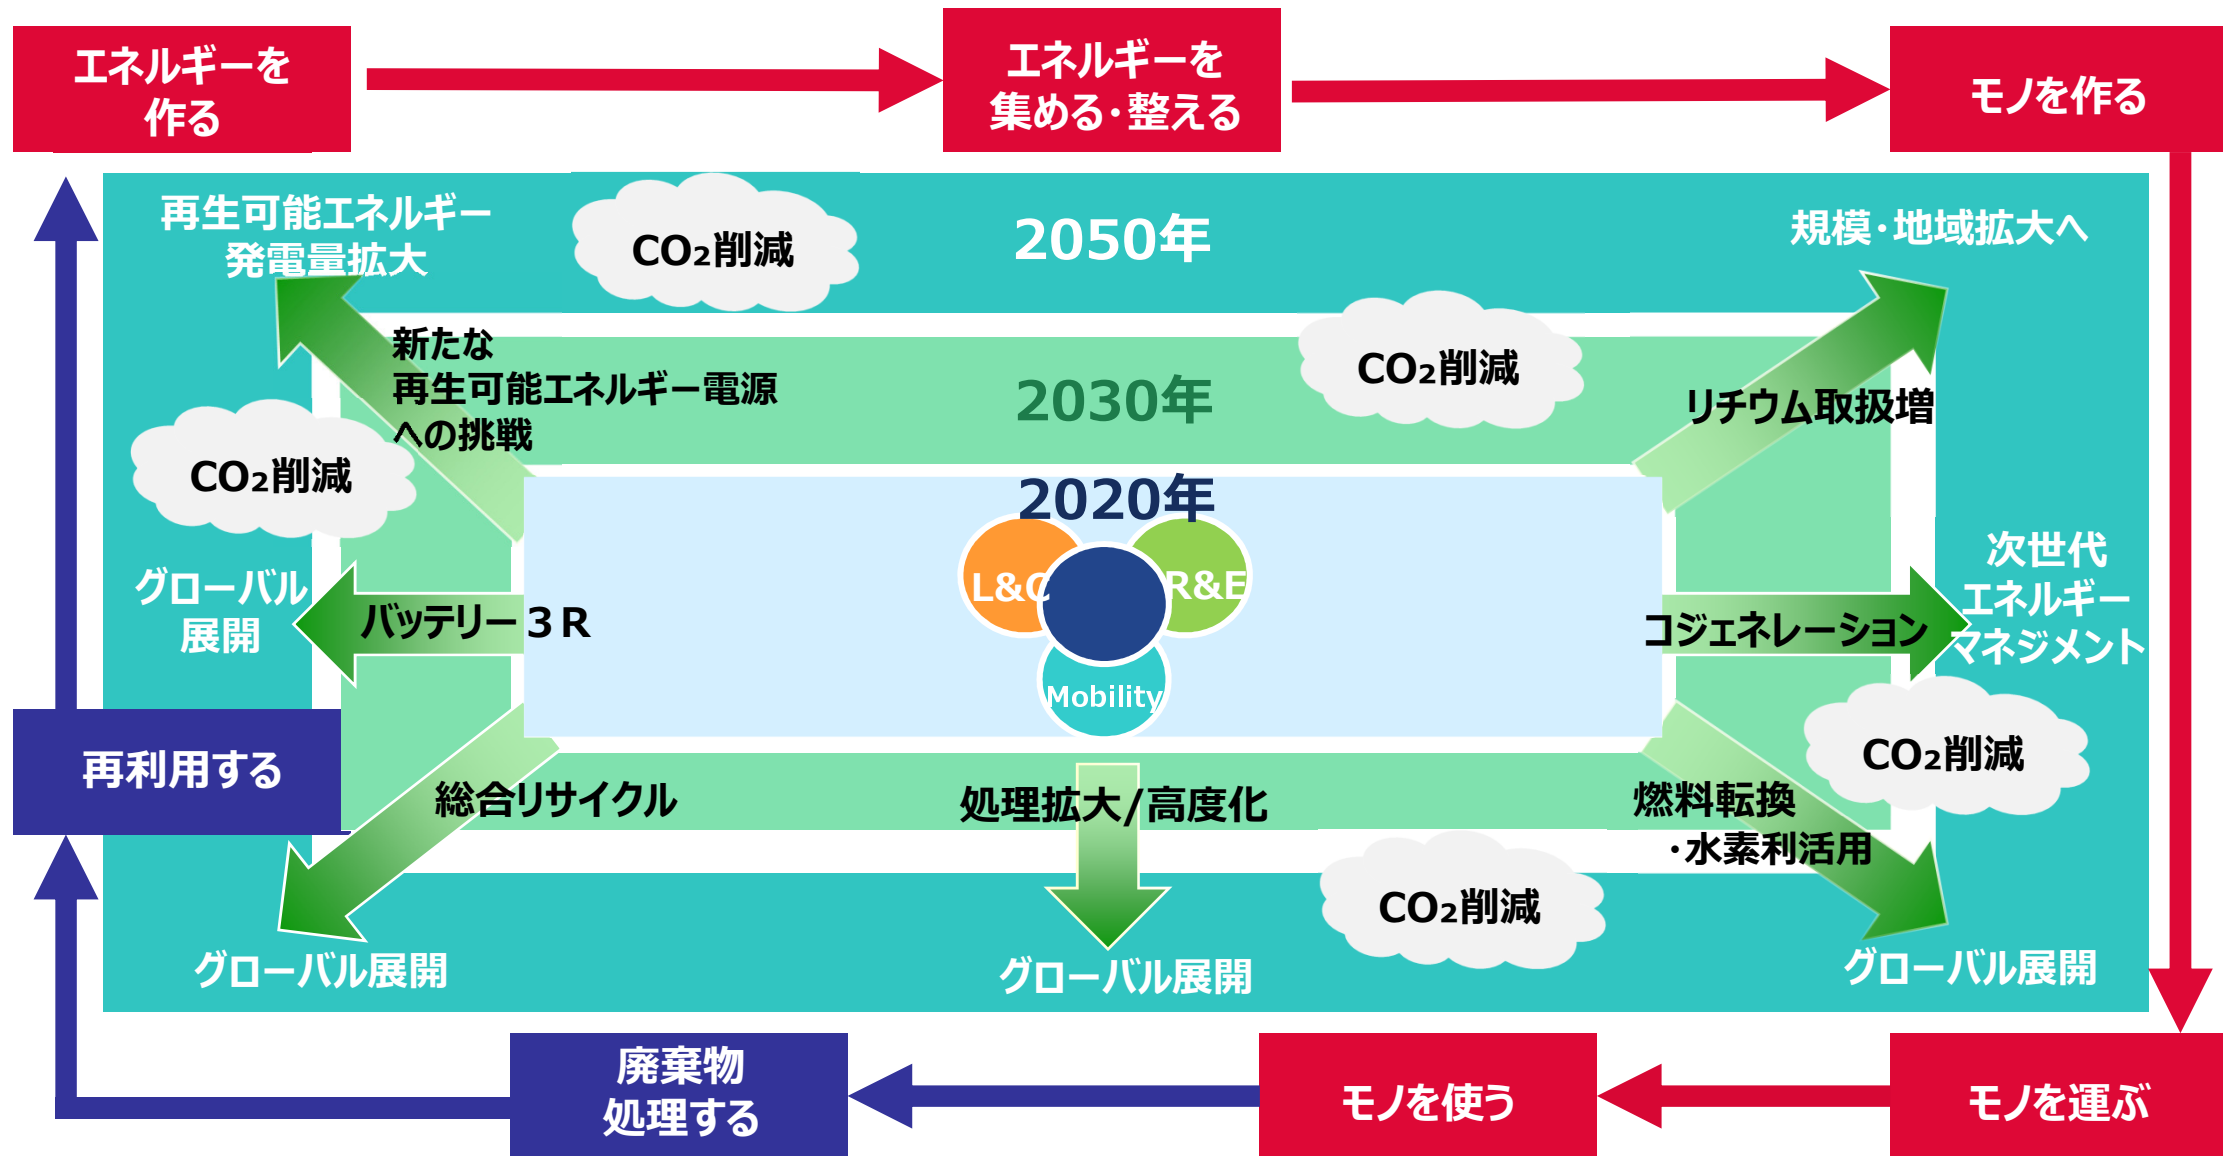 エネルギーを
作る
エネルギーを
集める・整える
モノを作る
再生可能エネルギー
発電量拡大
CO₂削減
2050年
規模・地域拡大へ
新たな
再生可能エネルギー電源
への挑戦
2030年
CO₂削減
リチウム取扱増
CO₂削減
2020年
L&C
R&E
Mobility
グローバル
展開
バッテリー３Ｒ
コジェネレーション
次世代
エネルギー
マネジメント
再利用する
総合リサイクル
処理拡大/高度化
燃料転換
・水素利活用
CO₂削減
CO₂削減
グローバル展開
グローバル展開
グローバル展開
廃棄物
処理する
モノを使う
モノを運ぶ